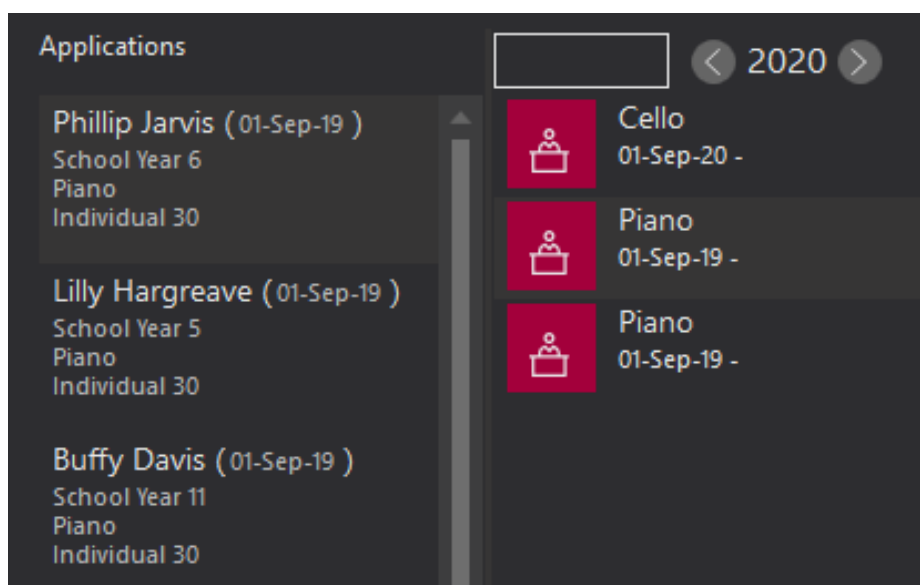 Applications
Phillip Jarvis ( 01-Sep-19 )
School Year 6
Piano
Individual 30
Lilly Hargreave ( 01-Sep-19 )
School Year 5
Piano
Individual 30
Buffy Davis ( 01-Sep-19 )
School Year 11
Piano
Individual 30
2020
Cello
01-Sep-20 -
Piano
01-Sep-19 -
Piano
01-Sep-19 -